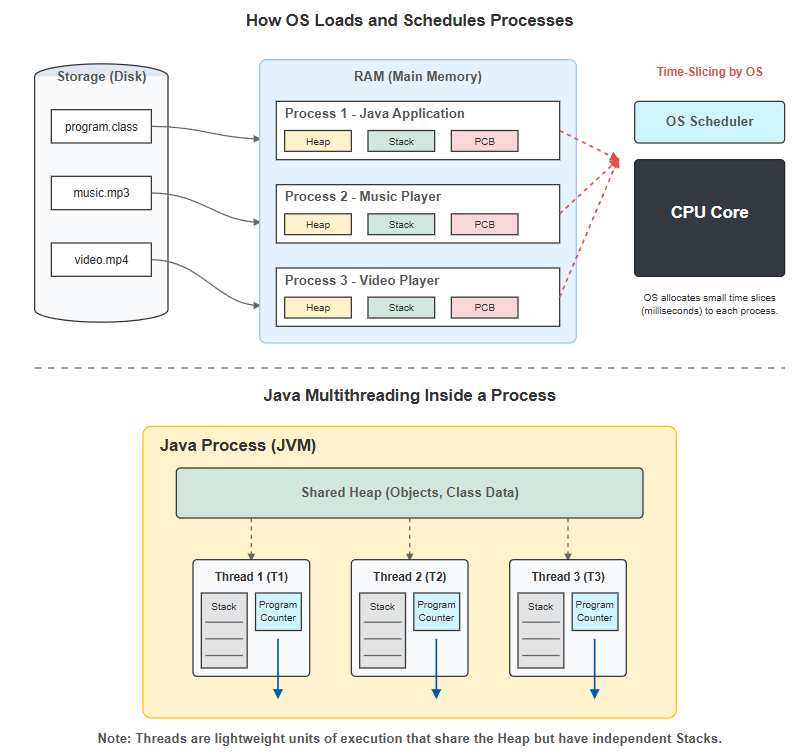 How OS Loads and Schedules Processes
Storage (Disk)
program.class
music.mp3
video.mp4
RAM (Main Memory)
Process 1 - Java Application
Heap
Stack
PCB
Process 2 - Music Player
Heap
Stack
PCB
Process 3 - Video Player
Heap
Stack
PCB
Time-Slicing by OS
OS Scheduler
CPU Core
OS allocates small time slices
(milliseconds) to each process.
Java Multithreading Inside a Process
Java Process (JVM)
Shared Heap (Objects, Class Data)
Thread 1 (T1)
Stack
Program
Counter
Thread 2 (T2)
Stack
Program
Counter
Thread 3 (T3)
Stack
Program
Counter
Note: Threads are lightweight units of execution that share the Heap but have independent Stacks.